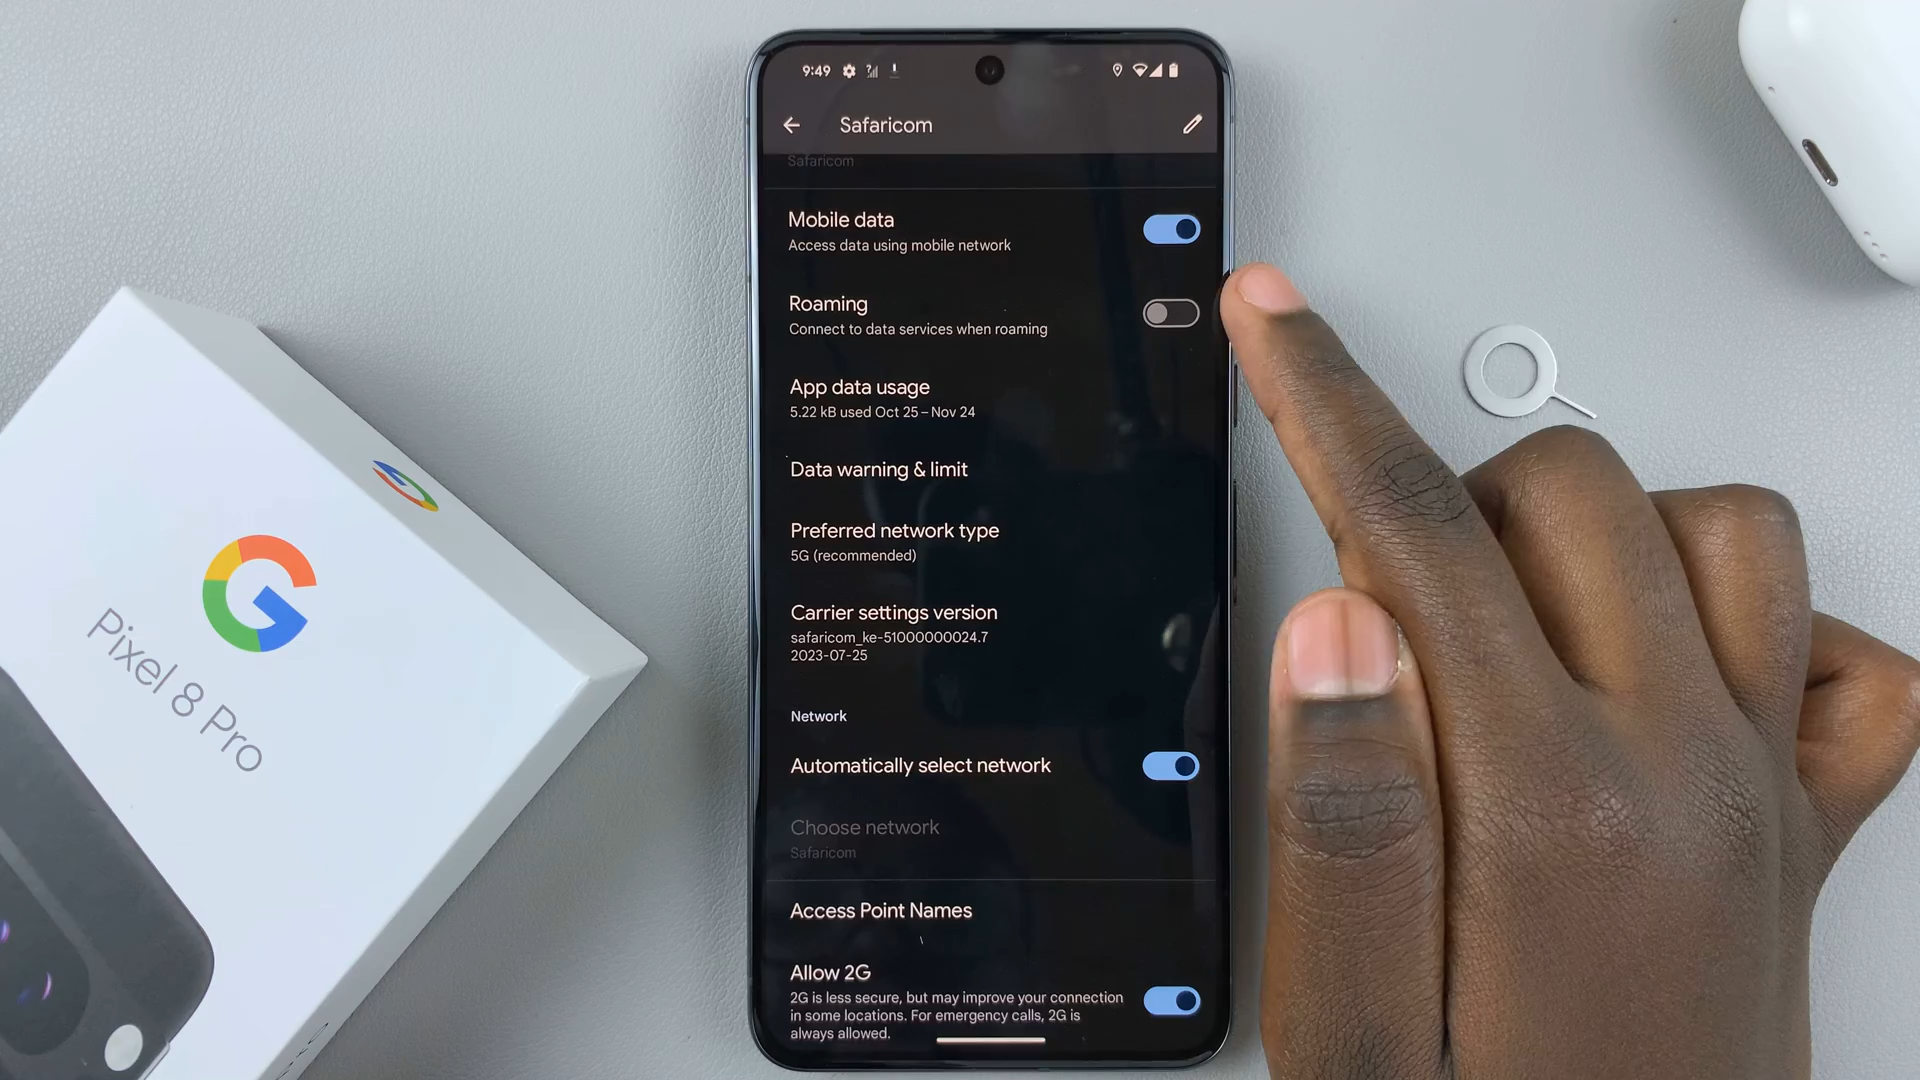 9:49
Safaricom
Safaricom
Mobile data
Access data using mobile network
Roaming
Connect to data services when roaming
App data usage
5.22 kB used Oct 25 – Nov 24
Data warning & limit
Preferred network type
5G (recommended)
Carrier settings version
safaricom_ke-51000000024.7
2023-07-25
Network
Automatically select network
Choose network
Safaricom
Access Point Names
Allow 2G
2G is less secure, but may improve your connection
in some locations. For emergency calls, 2G is
always allowed.
G
Pixel 8 Pro